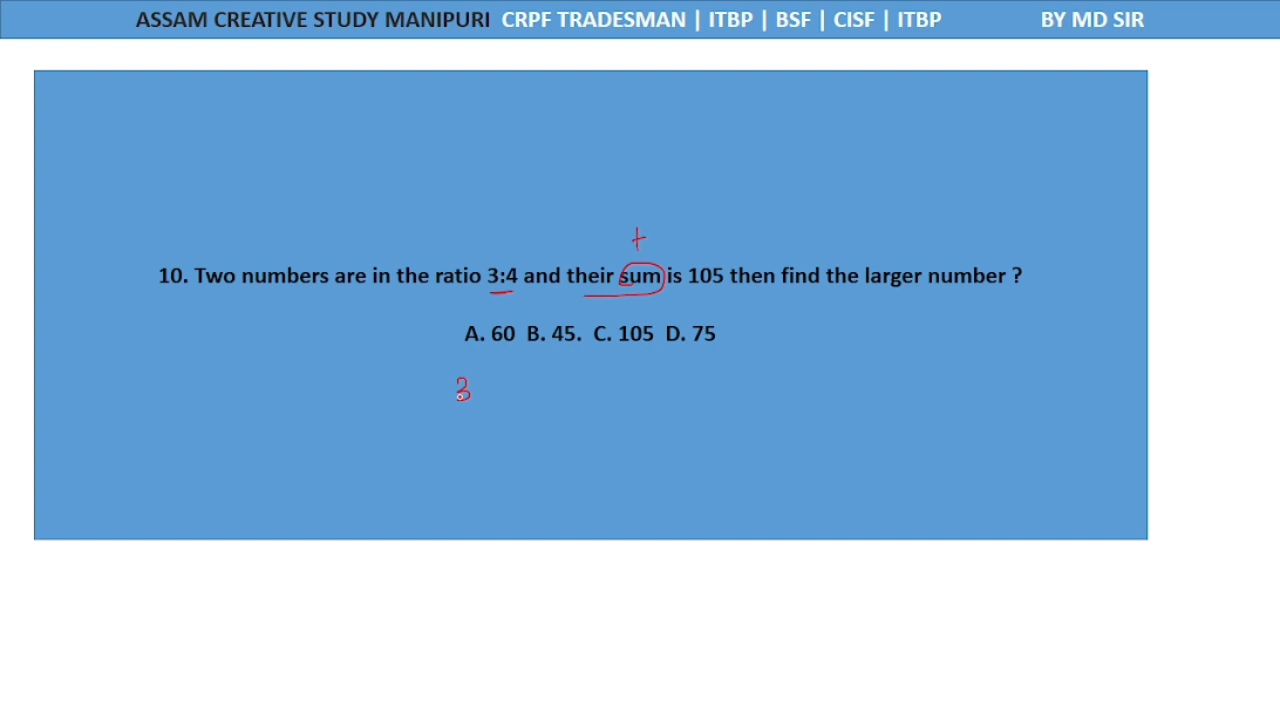 ASSAM CREATIVE STUDY MANIPURI CRPF TRADESMAN | ITBP | BSF | CISF | ITBP BY MD SIR
+
10. Two numbers are in the ratio 3:4 and their sum is 105 then find the larger number ?
A. 60 B. 45. C. 105 D. 75
3